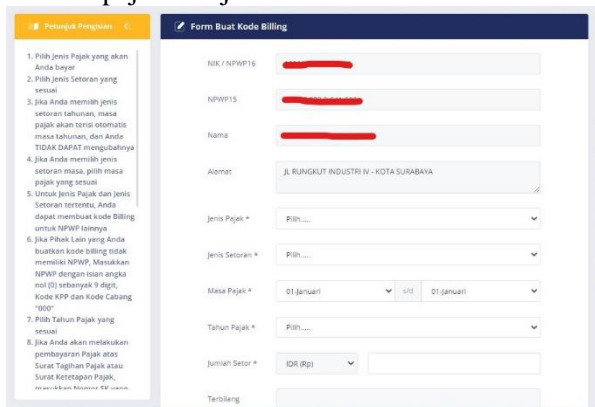 Petunjuk Pengisian
1. Pilih Jenis Pajak yang akan
Anda bayar
2. Pilih Jenis Setoran yang
sesuai
3. Jika Anda memilih jenis
setoran tahunan, masa
pajak akan terisi otomatis
masa tahunan, dan Anda
TIDAK DAPAT mengubahnya
4. Jika Anda memilih jenis
setoran masa, pilih masa
pajak yang sesuai
5. Untuk Jenis Pajak dan Jenis
Setoran tertentu, Anda
dapat membuat kode Billing
untuk NPWP lainnya
6. Jika Pihak Lain yang Anda
buatkan kode billing tidak
memiliki NPWP, Masukkan
NPWP dengan isian angka
nol (0) sebanyak 9 digit,
Kode KPP dan Kode Cabang
"000"
7. Pilih Tahun Pajak yang
sesuai
8. Jika Anda akan melakukan
pembayaran Pajak atas
Surat Tagihan Pajak atau
Surat Ketetapan Pajak,
masukkan Nomor SK yang
Form Buat Kode Billing
NIK / NPWP16
NPWP15
Nama
Alamat JL RUNGKUT INDUSTRI IV - KOTA SURABAYA
Jenis Pajak * Pilih.....
Jenis Setoran * Pilih.....
Masa Pajak * 01-Januari s/d 01-Januari
Tahun Pajak * Pilih.....
Jumlah Setor * IDR (Rp)
Terbilang